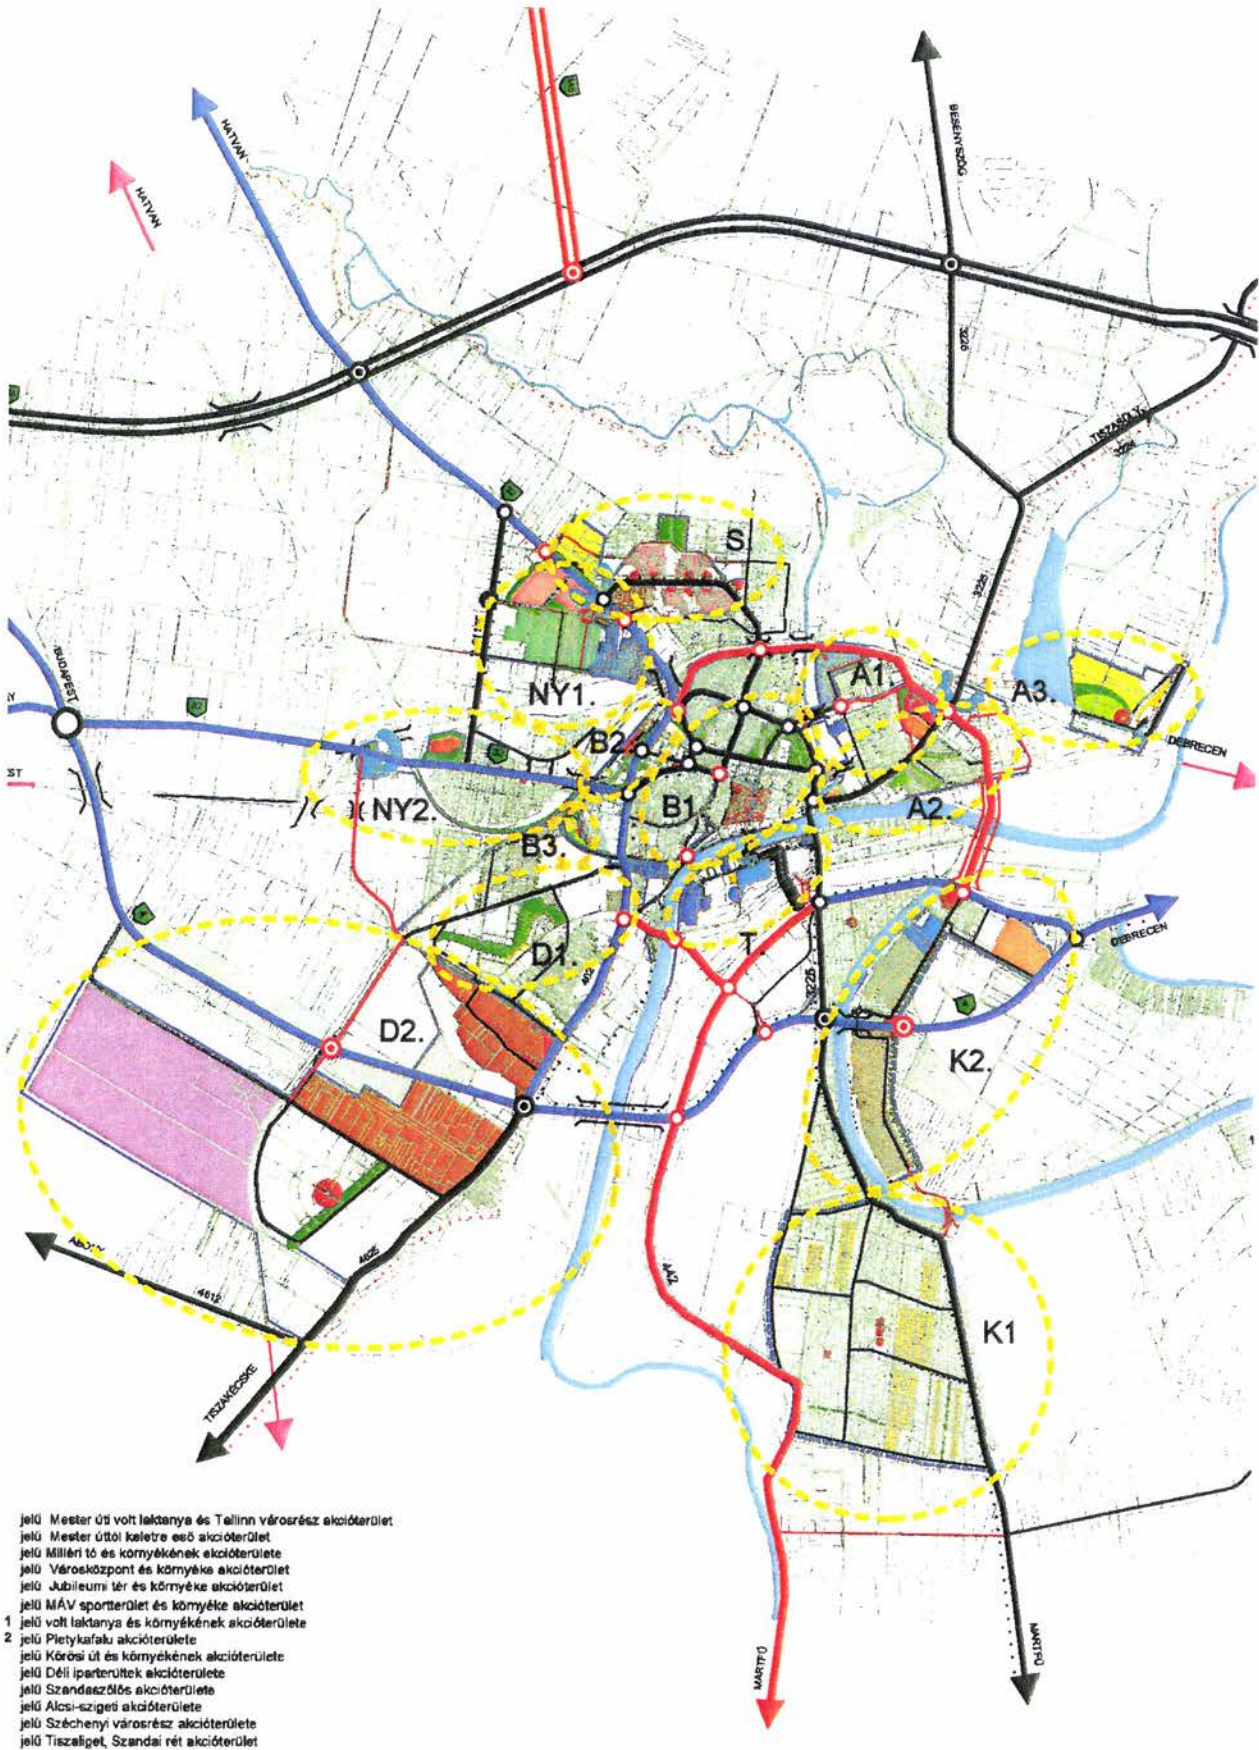 HATVAN
HATVAN
BESENYSZÖG
3225
TISZASÜLY
3224
3225
S
BUDAPEST
NY1.
A1.
A3.
DEBRECEN
B2.
B1
NY2.
A2.
B3.
D1.
T.
DEBRECEN
402
3225
D2.
K2.
ABONY
4625
4612
442
K1
TISZAKÉCSKE
MARTFŰ
MARTFŰ
jelű Mester úti volt laktanya és Tallinn városrész akcióterület
jelű Mester úttól keletre eső akcióterület
jelű Milléri tó és környékének akcióterülete
jelű Városközpont és környéke akcióterület
jelű Jubileumi tér és környéke akcióterület
jelű MÁV sportterület és környéke akcióterület
1 jelű volt laktanya és környékének akcióterülete
2 jelű Pletykafalu akcióterülete
jelű Kőrösi út és környékének akcióterülete
jelű Déli iparterültek akcióterülete
jelű Szandaszőlős akcióterülete
jelű Alcsi-szigeti akcióterülete
jelű Széchenyi városrész akcióterülete
jelű Tiszaliget, Szandai rét akcióterület